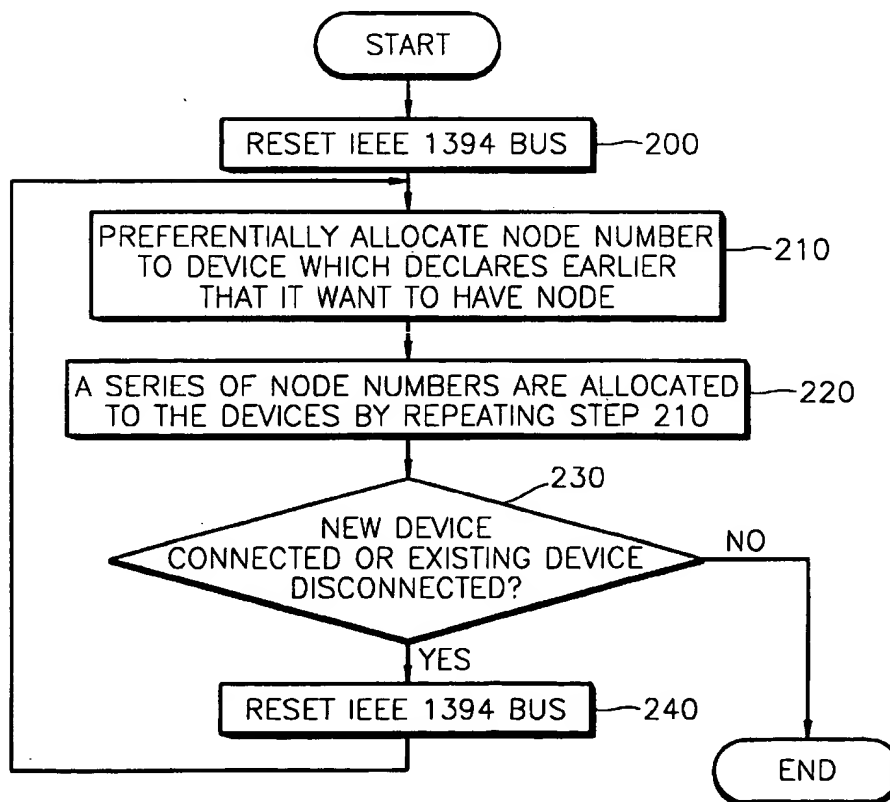 START
RESET IEEE 1394 BUS
200
PREFERENTIALLY ALLOCATE NODE NUMBER
TO DEVICE WHICH DECLARES EARLIER
THAT IT WANT TO HAVE NODE
210
A SERIES OF NODE NUMBERS ARE ALLOCATED
TO THE DEVICES BY REPEATING STEP 210
220
230
NEW DEVICE
CONNECTED OR EXISTING DEVICE
DISCONNECTED?
NO
YES
RESET IEEE 1394 BUS
240
END